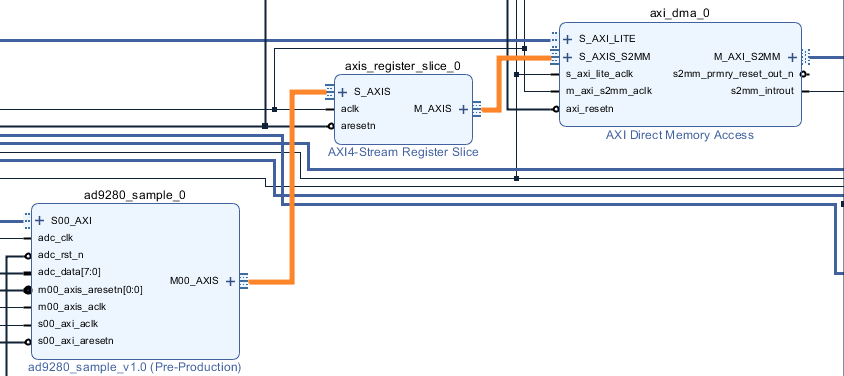 axi_dma_0
S_AXI_LITE
S_AXIS_S2MM
M_AXI_S2MM
s_axi_lite_aclk
s2mm_prmry_reset_out_n
m_axi_s2mm_aclk
s2mm_introut
axi_resetn
AXI Direct Memory Access
axis_register_slice_0
S_AXIS
aclk
M_AXIS
aresetn
AXI4-Stream Register Slice
ad9280_sample_0
S00_AXI
adc_clk
adc_rst_n
adc_data[7:0]
M00_AXIS
m00_axis_aresetn[0:0]
m00_axis_aclk
s00_axi_aclk
s00_axi_aresetn
ad9280_sample_v1.0 (Pre-Production)